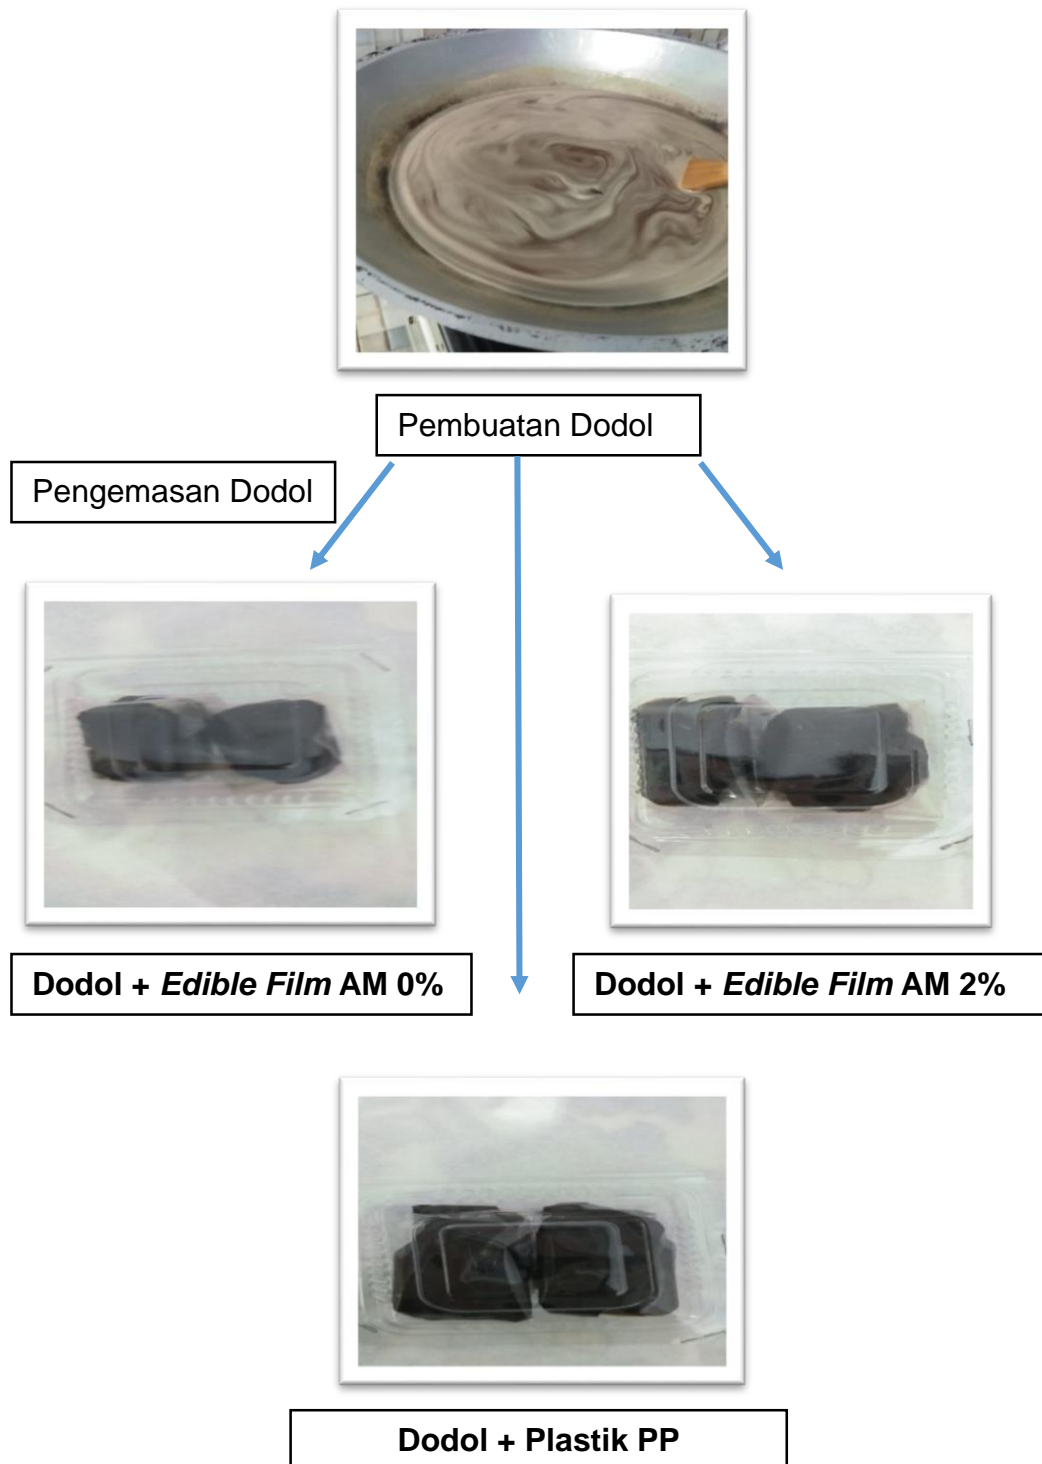 Pembuatan Dodol
Pengemasan Dodol
Dodol + Edible Film AM 0%
Dodol + Edible Film AM 2%
Dodol + Plastik PP